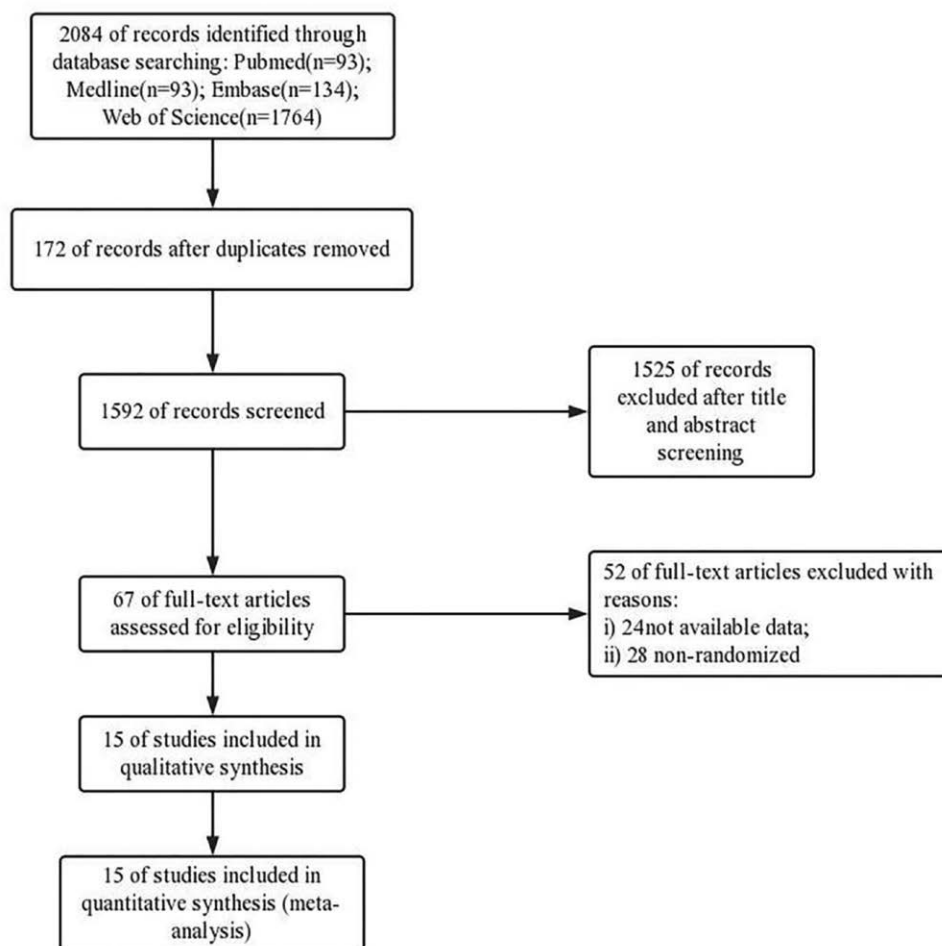 2084 of records identified through
database searching: Pubmed(n=93);
Medline(n=93); Embase(n=134);
Web of Science(n=1764)
172 of records after duplicates removed
1592 of records screened
1525 of records
excluded after title
and abstract
screening
67 of full-text articles
assessed for eligibility
52 of full-text articles excluded with
reasons:
i) 24not available data;
ii) 28 non-randomized
15 of studies included in
qualitative synthesis
15 of studies included in
quantitative synthesis (meta-
analysis)